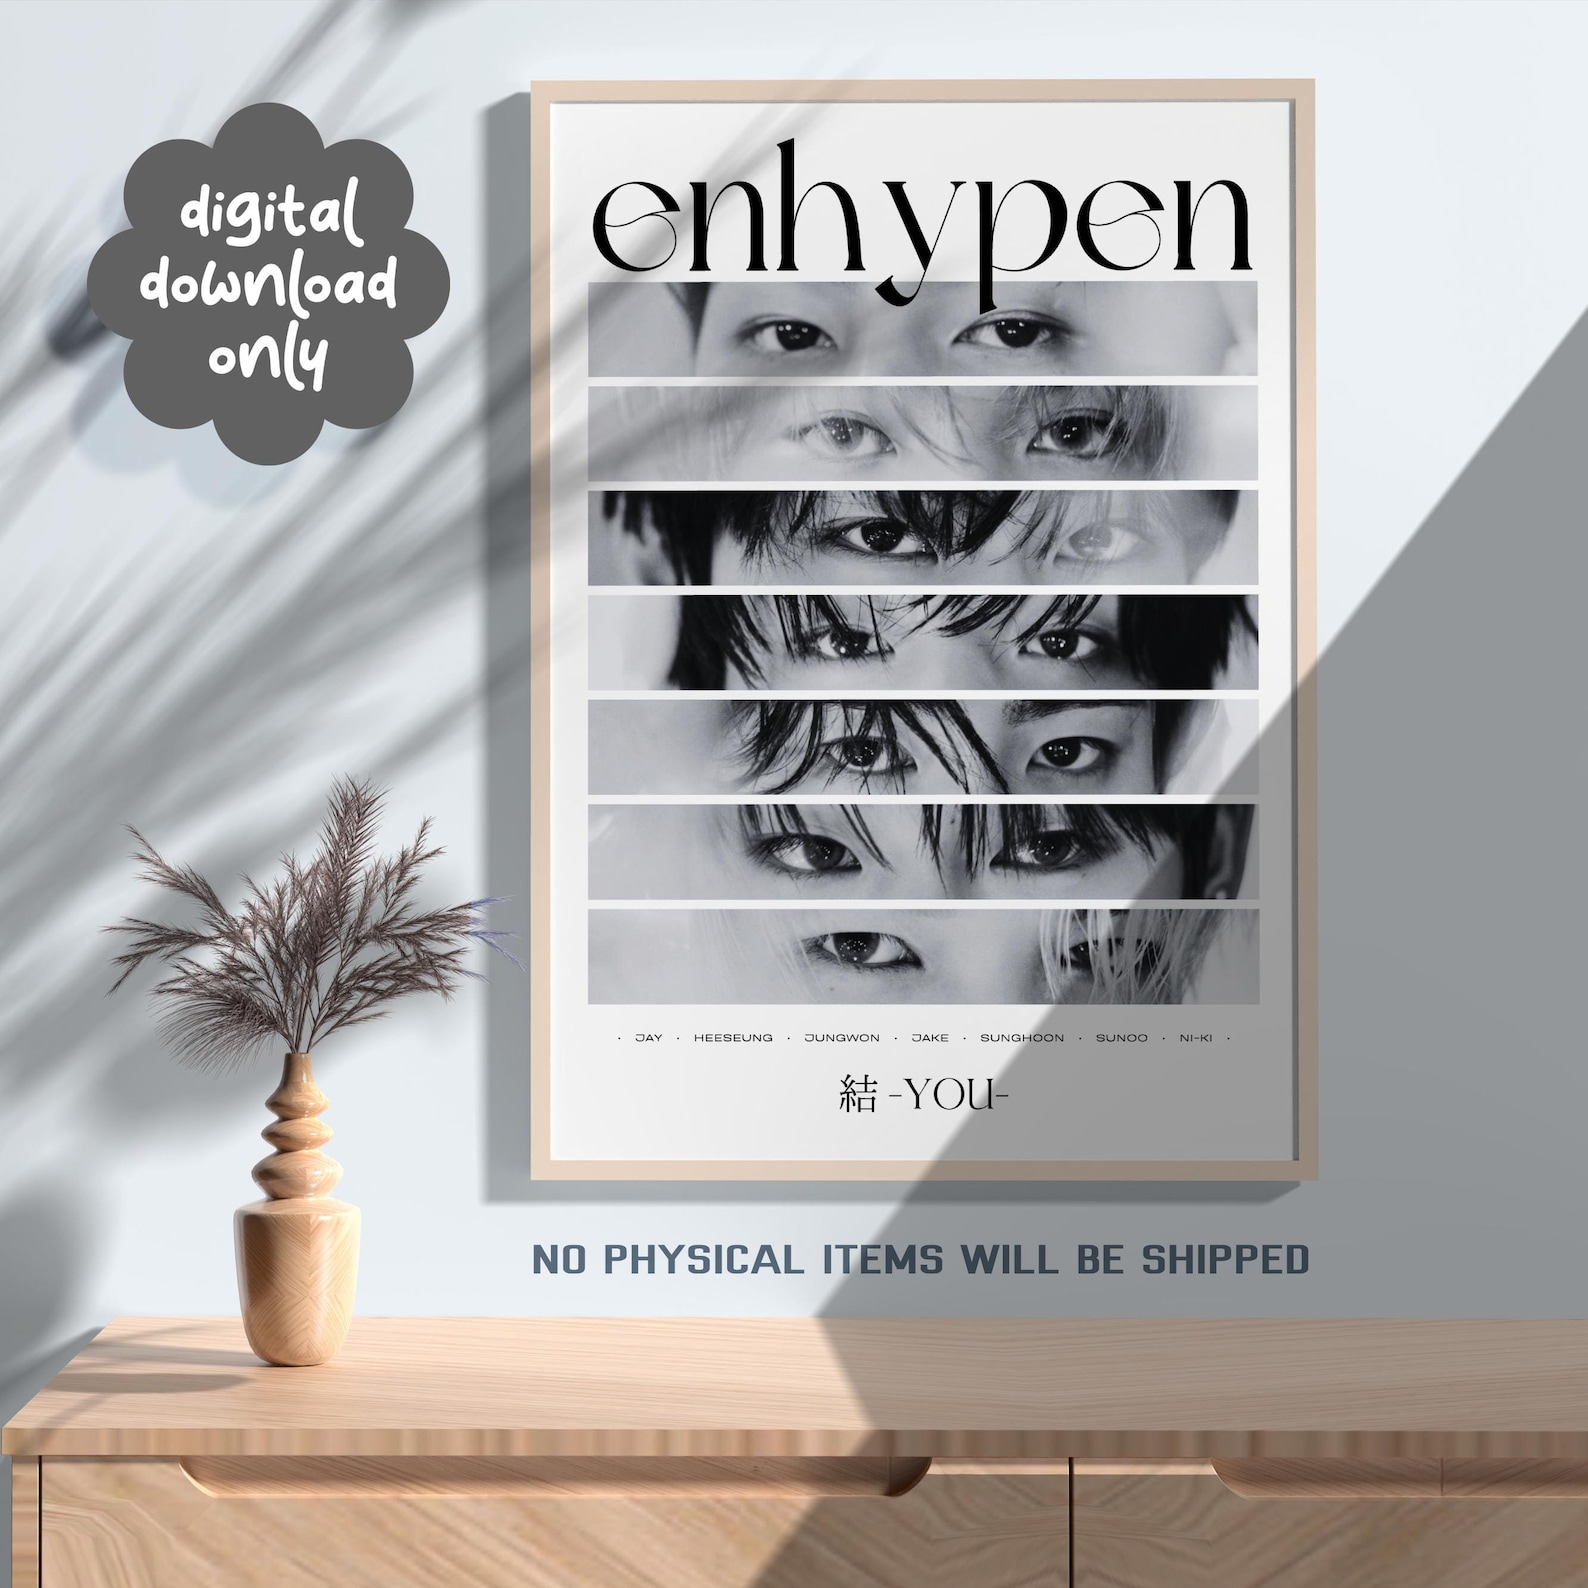 digital
download
only
enhypen
· JAY · HEESEUNG · JUNGWON · JAKE · SUNGHOON · SUNOO · NI-KI ·
結 -YOU-
NO PHYSICAL ITEMS WILL BE SHIPPED